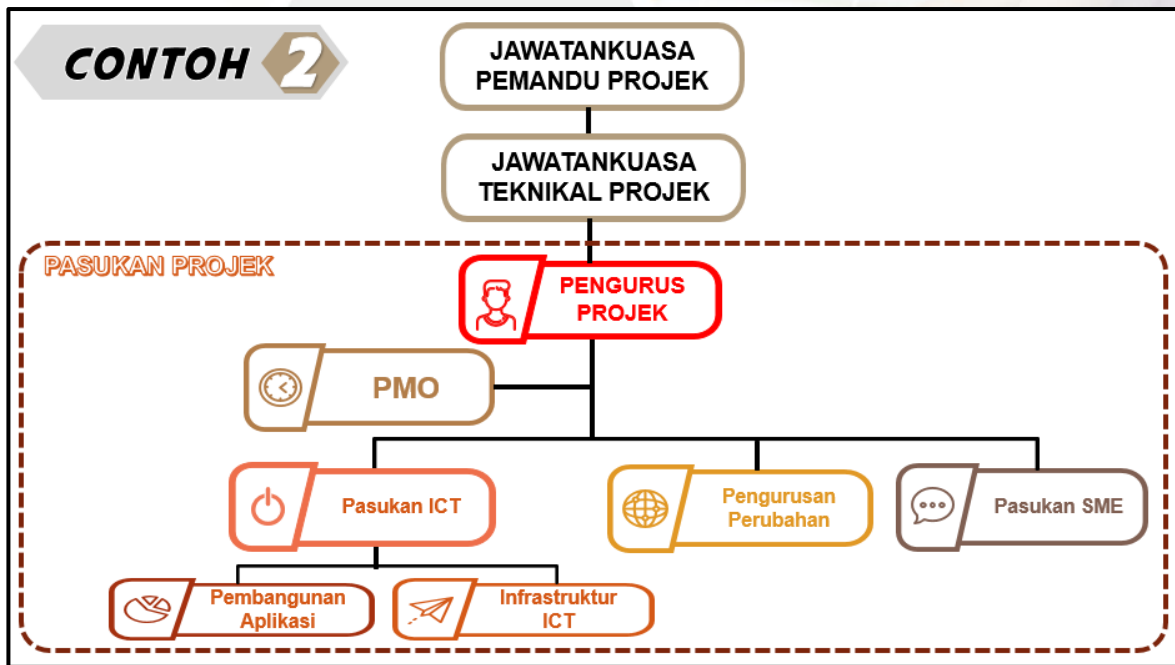 CONTOH 2
JAWATANKUASA
PEMANDU PROJEK
JAWATANKUASA
TEKNIKAL PROJEK
PASUKAN PROJEK
PENGURUS
PROJEK
PMO
Pasukan ICT
Pengurusan
Perubahan
Pasukan SME
Pembangunan
Aplikasi
Infrastruktur
ICT